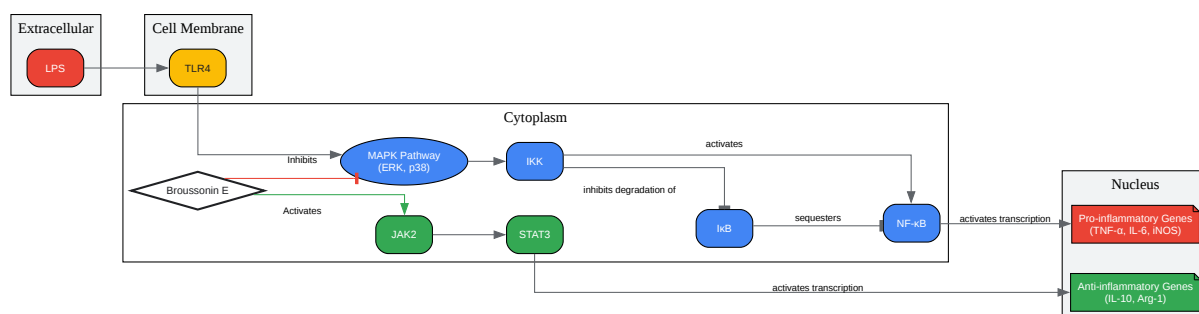 Extracellular
Cell Membrane
LPS
TLR4
Cytoplasm
Inhibits
MAPK Pathway
(ERK, p38)
IKK
activates
Broussonin E
inhibits degradation of
Activates
JAK2
STAT3
IκB
sequesters
NF-κB
activates transcription
Nucleus
Pro-inflammatory Genes
(TNF-α, IL-6, iNOS)
activates transcription
Anti-inflammatory Genes
(IL-10, Arg-1)